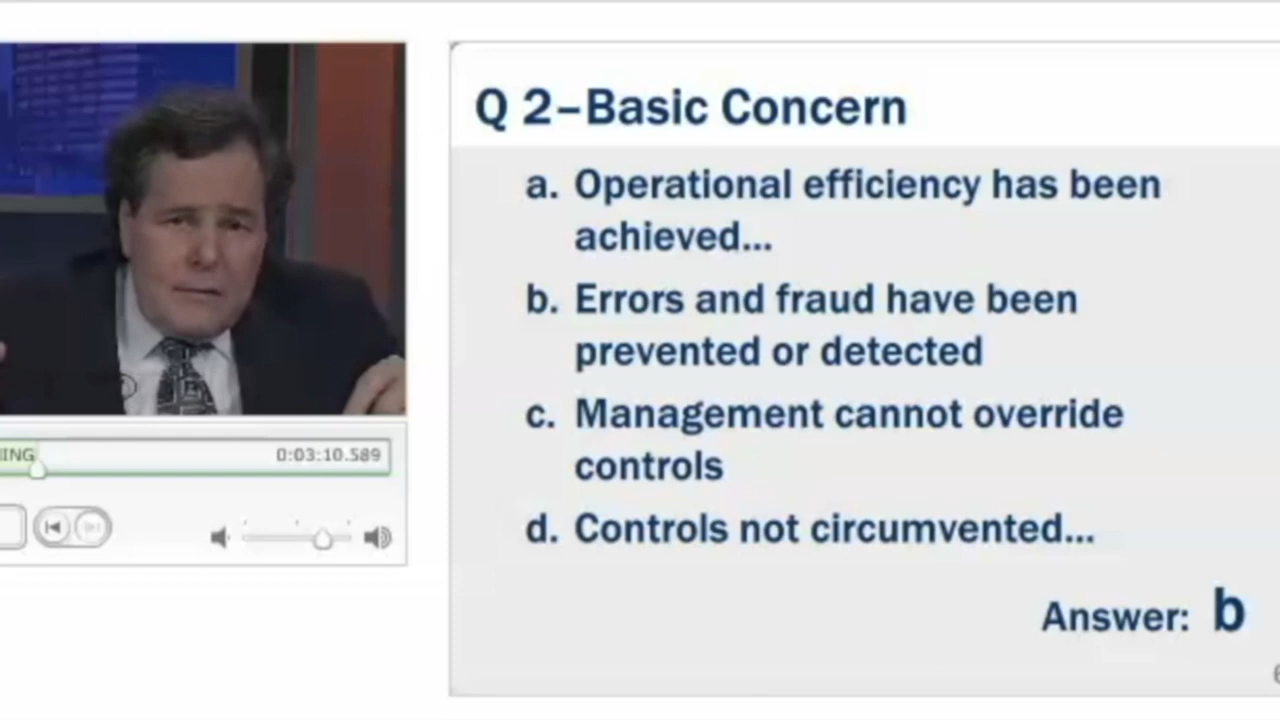 Q 2–Basic Concern
a. Operational efficiency has been
achieved...
b. Errors and fraud have been
prevented or detected
c. Management cannot override
controls
d. Controls not circumvented...
Answer: b
ING
0:03:10.589